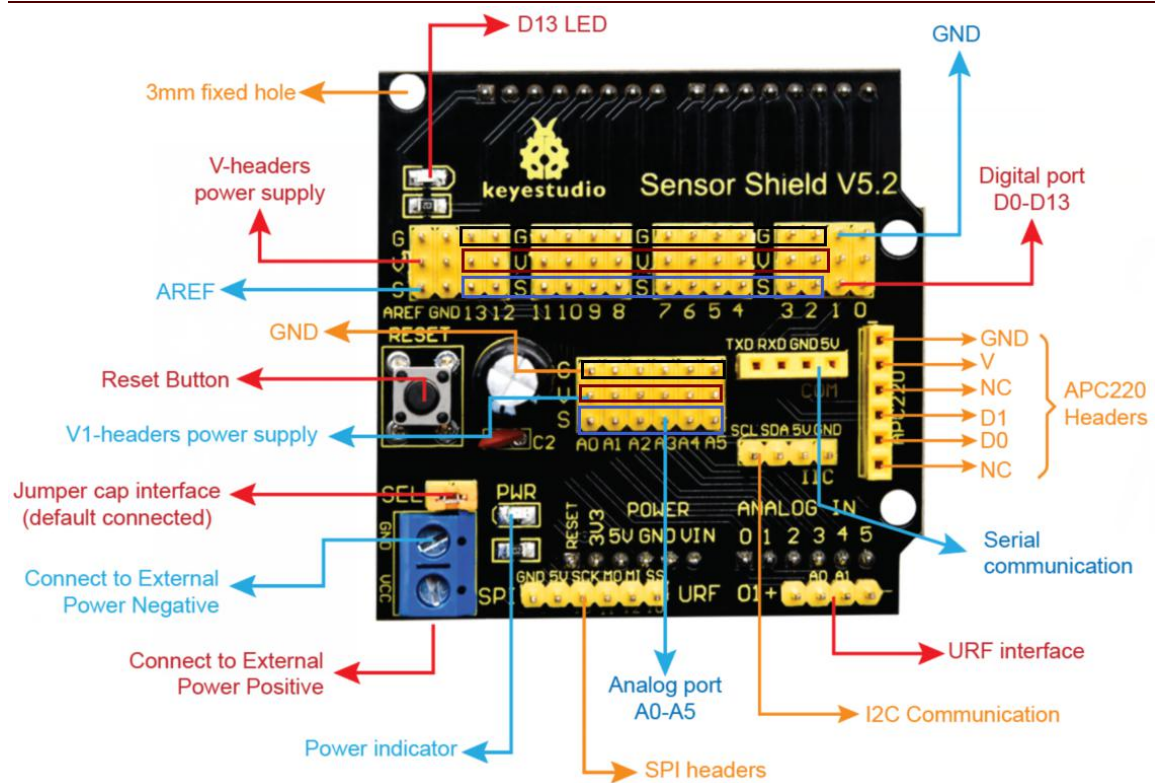 D13 LED
GND
3mm fixed hole
V-headers
power supply
keyestudio
Sensor Shield V5.2
Digital port
D0-D13
G G G G
V V V V
S S S S
AREF
AREF GND 13 12 11 10 9 8 7 6 5 4 3 2 1 0
GND
RESET
TXD RXD GND 5V
COM
GND
V
NC
D1
D0
NC
APC220
Headers
APC220
Reset Button
G
V
S
V1-headers power supply
C2
A0 A1 A2 A3 A4 A5
SCL SDA 5V GND
IIC
Jumper cap interface
(default connected)
SEL
PWR
RESET
3V3
5V GND VIN
POWER
ANALOG IN
0 1 2 3 4 5
GND
VCC
Connect to External
Power Negative
Serial
communication
SPI
GND 5V SCK MO MI SS
URF
01+
A0 A1
-
Connect to External
Power Positive
Analog port
A0-A5
URF interface
I2C Communication
Power indicator
SPI headers